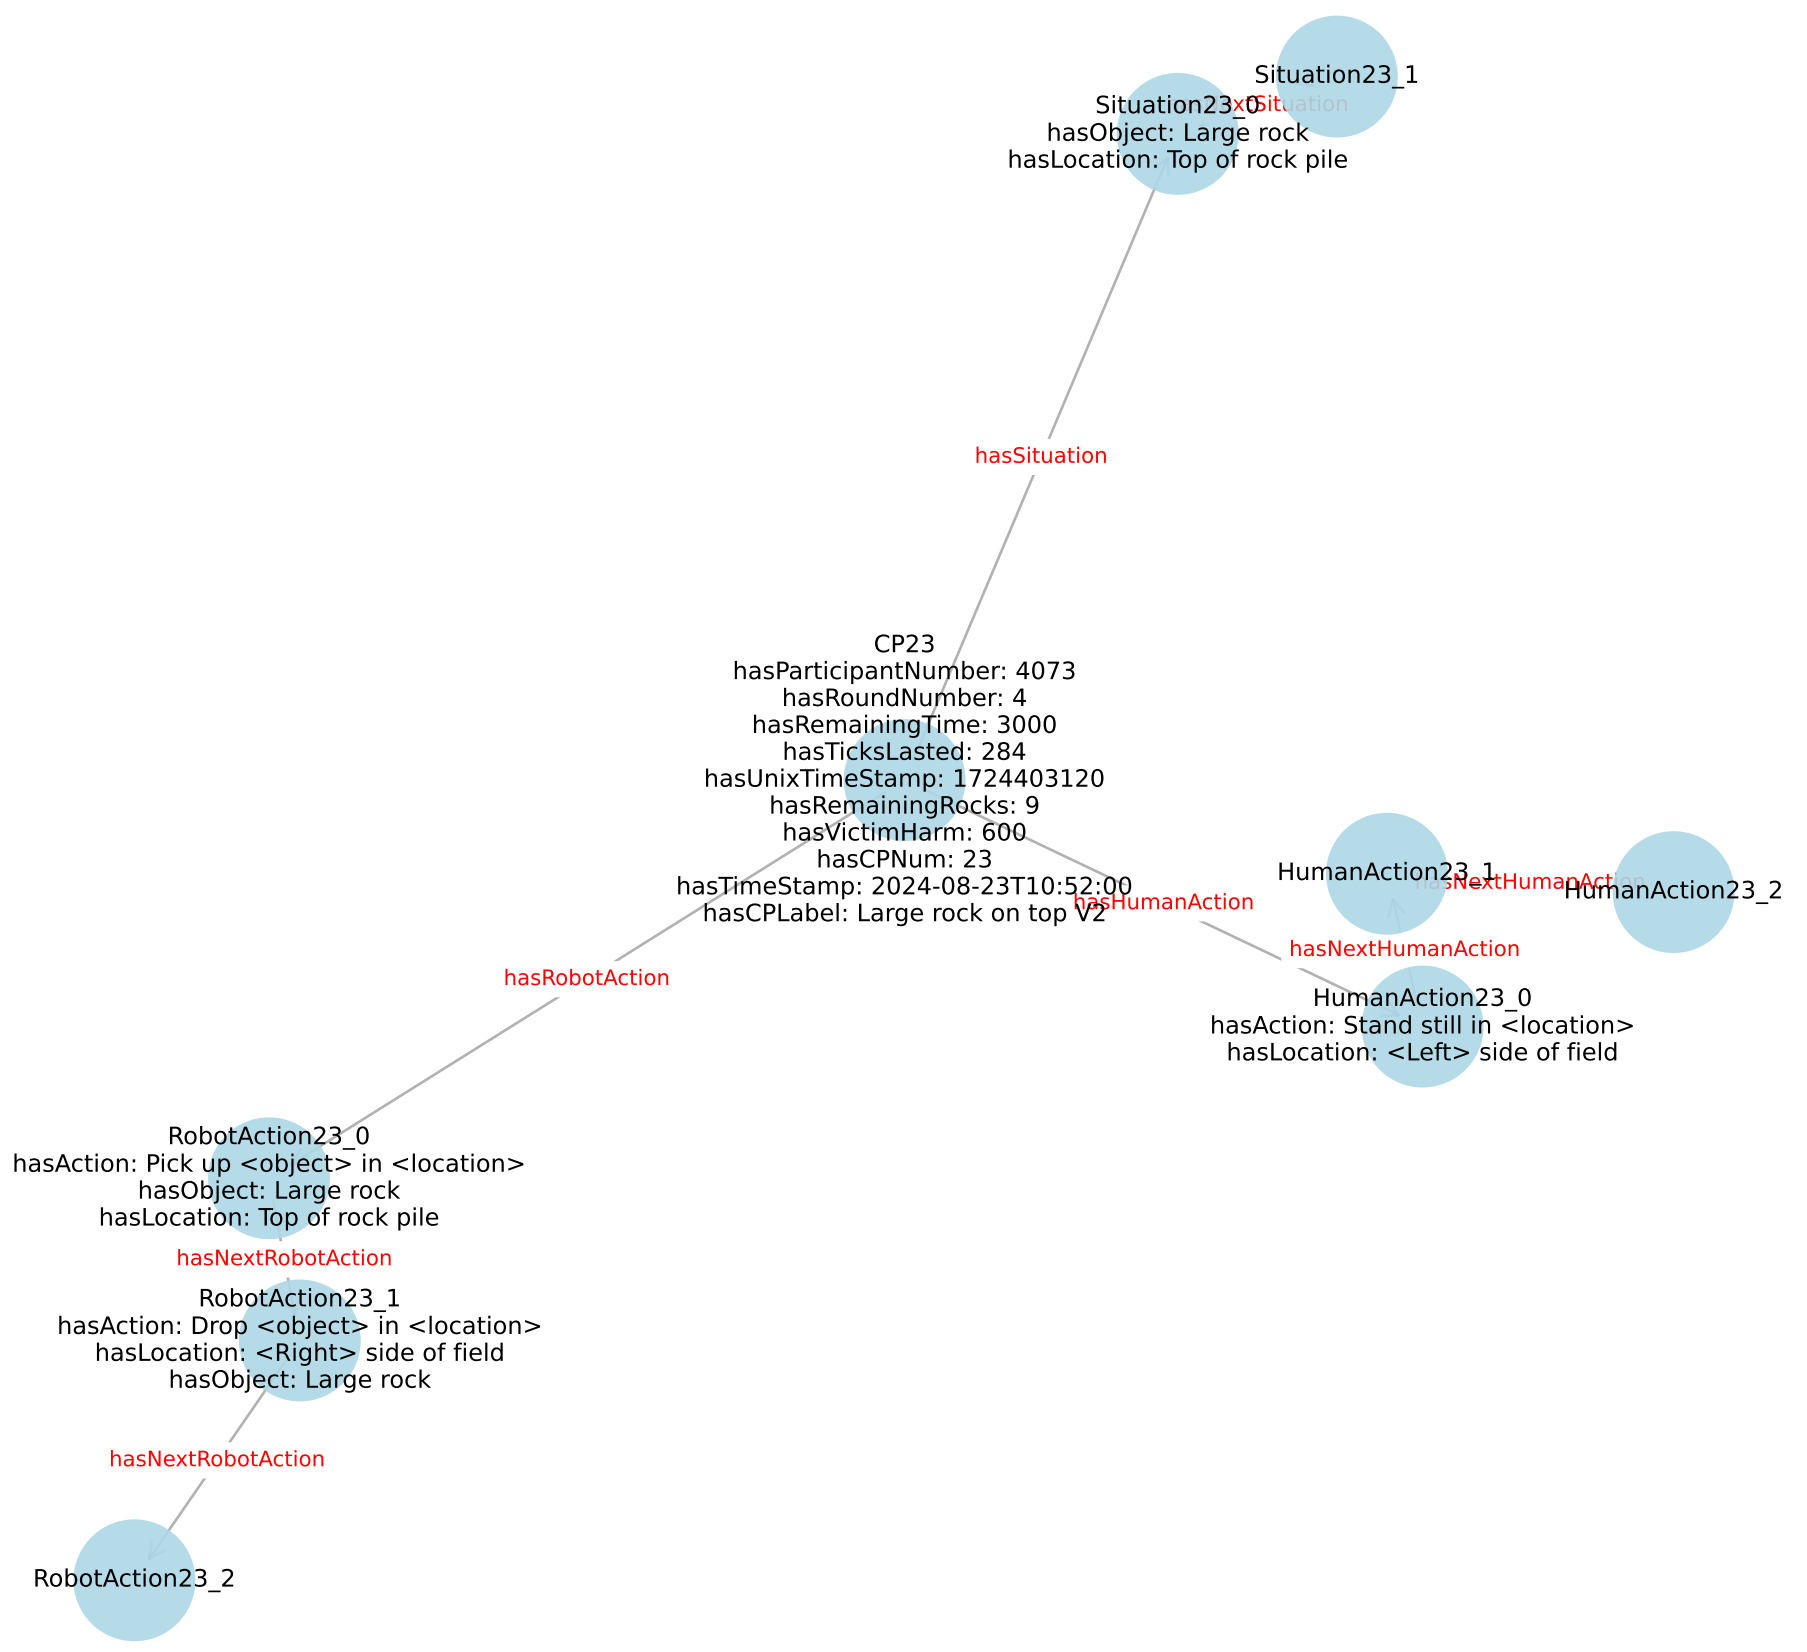 Situation23_1
Situation23_0
hasObject: Large rock
hasLocation: Top of rock pile
hasSituation
CP23
hasParticipantNumber: 4073
hasRoundNumber: 4
hasRemainingTime: 3000
hasTicksLasted: 284
hasUnixTimeStamp: 1724403120
hasRemainingRocks: 9
hasVictimHarm: 600
hasCPNum: 23
hasTimeStamp: 2024-08-23T10:52:00
hasCPLabel: Large rock on top V2
hasHumanAction
HumanAction23_1
hasNextHumanAction
HumanAction23_2
hasNextHumanAction
HumanAction23_0
hasAction: Stand still in <location>
hasLocation: <Left> side of field
hasRobotAction
RobotAction23_0
hasAction: Pick up <object> in <location>
hasObject: Large rock
hasLocation: Top of rock pile
hasNextRobotAction
RobotAction23_1
hasAction: Drop <object> in <location>
hasLocation: <Right> side of field
hasObject: Large rock
hasNextRobotAction
RobotAction23_2